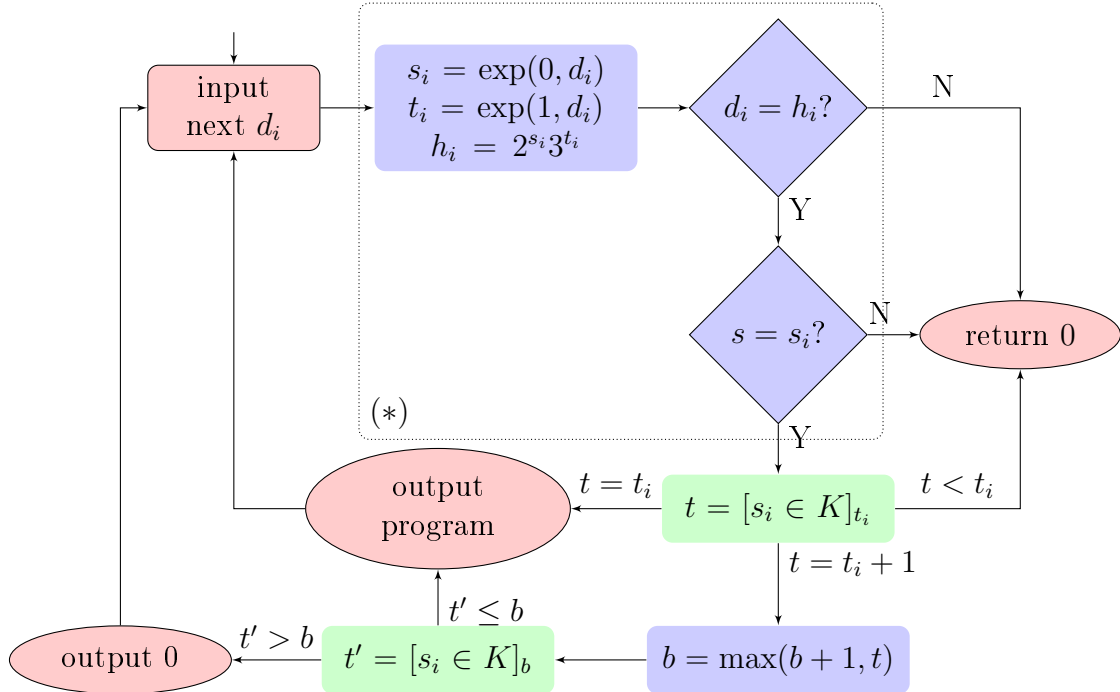 input
next $d_i$
$s_i = \exp(0, d_i)$
$t_i = \exp(1, d_i)$
$h_i = 2^{s_i}3^{t_i}$
$d_i = h_i?$
N
Y
$s = s_i?$
N
return 0
(∗)
Y
output
program
$t = t_i$
$t = [s_i \in K]_{t_i}$
$t < t_i$
$t = t_i + 1$
$t' \leq b$
output 0
$t' > b$
$t' = [s_i \in K]_b$
$b = \max(b + 1, t)$